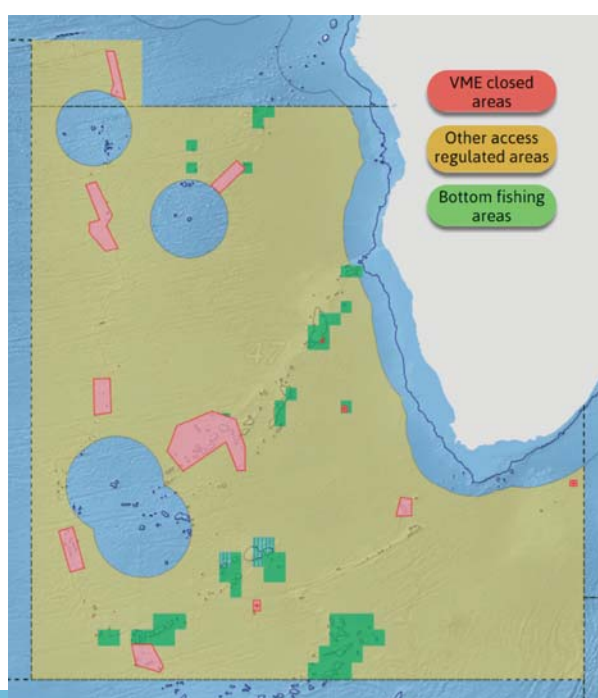 VME closed
areas
Other access
regulated areas
Bottom fishing
areas
47